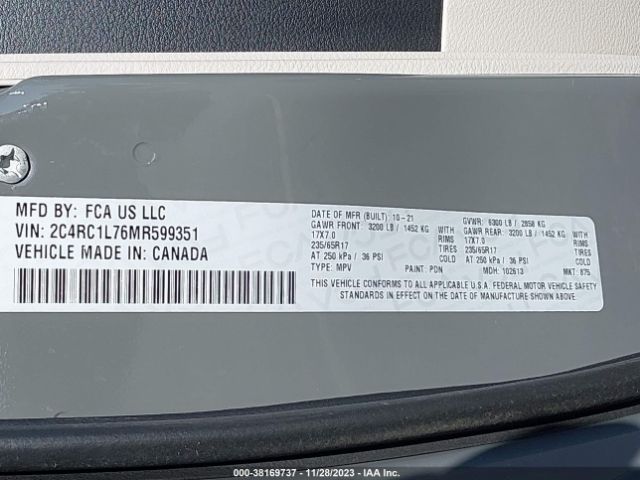 MFD BY: FCA US LLC
VIN: 2C4RC1L76MR599351
VEHICLE MADE IN: CANADA
DATE OF MFR (BUILT): 10-21 GVWR: 6300 LB / 2858 KG
GAWR FRONT: 3200 LB / 1452 KG GAWR REAR: 3200 LB / 1452 KG
17X7.0 RIMS 17X7.0 RIMS
235/65R17 TIRES 235/65R17 TIRES
AT 250 kPa / 36 PSI COLD AT 250 kPa / 36 PSI COLD
TYPE: MPV PAINT: PDN MDH: 102613 MKT: 875
THIS VEHICLE CONFORMS TO ALL APPLICABLE U.S.A. FEDERAL MOTOR VEHICLE SAFETY
STANDARDS IN EFFECT ON THE DATE OF MANUFACTURE SHOWN ABOVE.
000-38169737 - 11/28/2023 - IAA Inc.